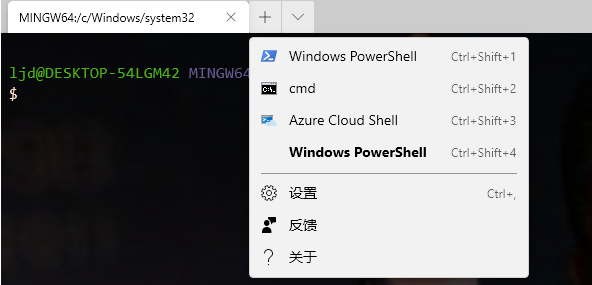 MINGW64:/c/Windows/system32
ljd@DESKTOP-54LGM42 MINGW64
$
Windows PowerShell Ctrl+Shift+1
cmd Ctrl+Shift+2
Azure Cloud Shell Ctrl+Shift+3
Windows PowerShell Ctrl+Shift+4
设置 Ctrl+,
反馈
关于